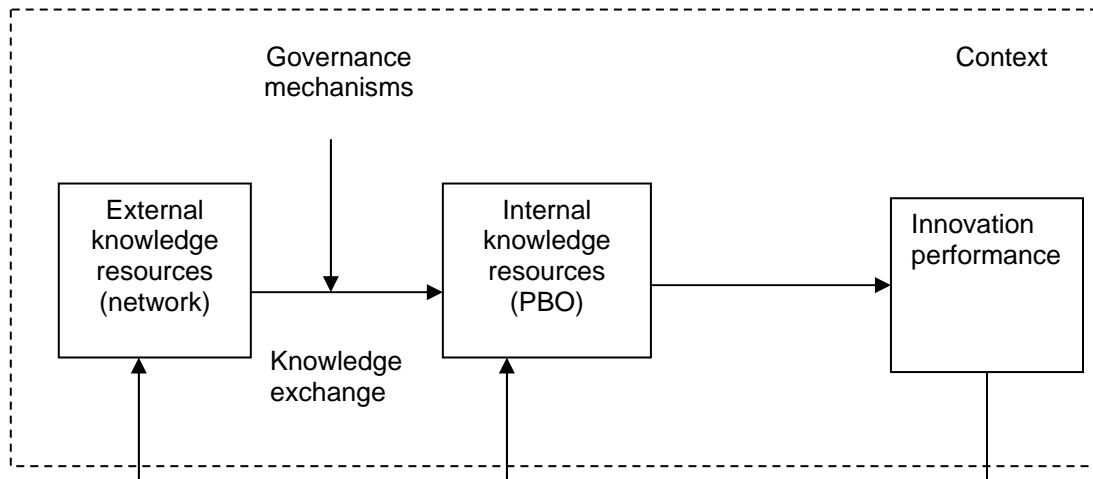 Governance
mechanisms
Context
External
knowledge
resources
(network)
Internal
knowledge
resources
(PBO)
Innovation
performance
Knowledge
exchange